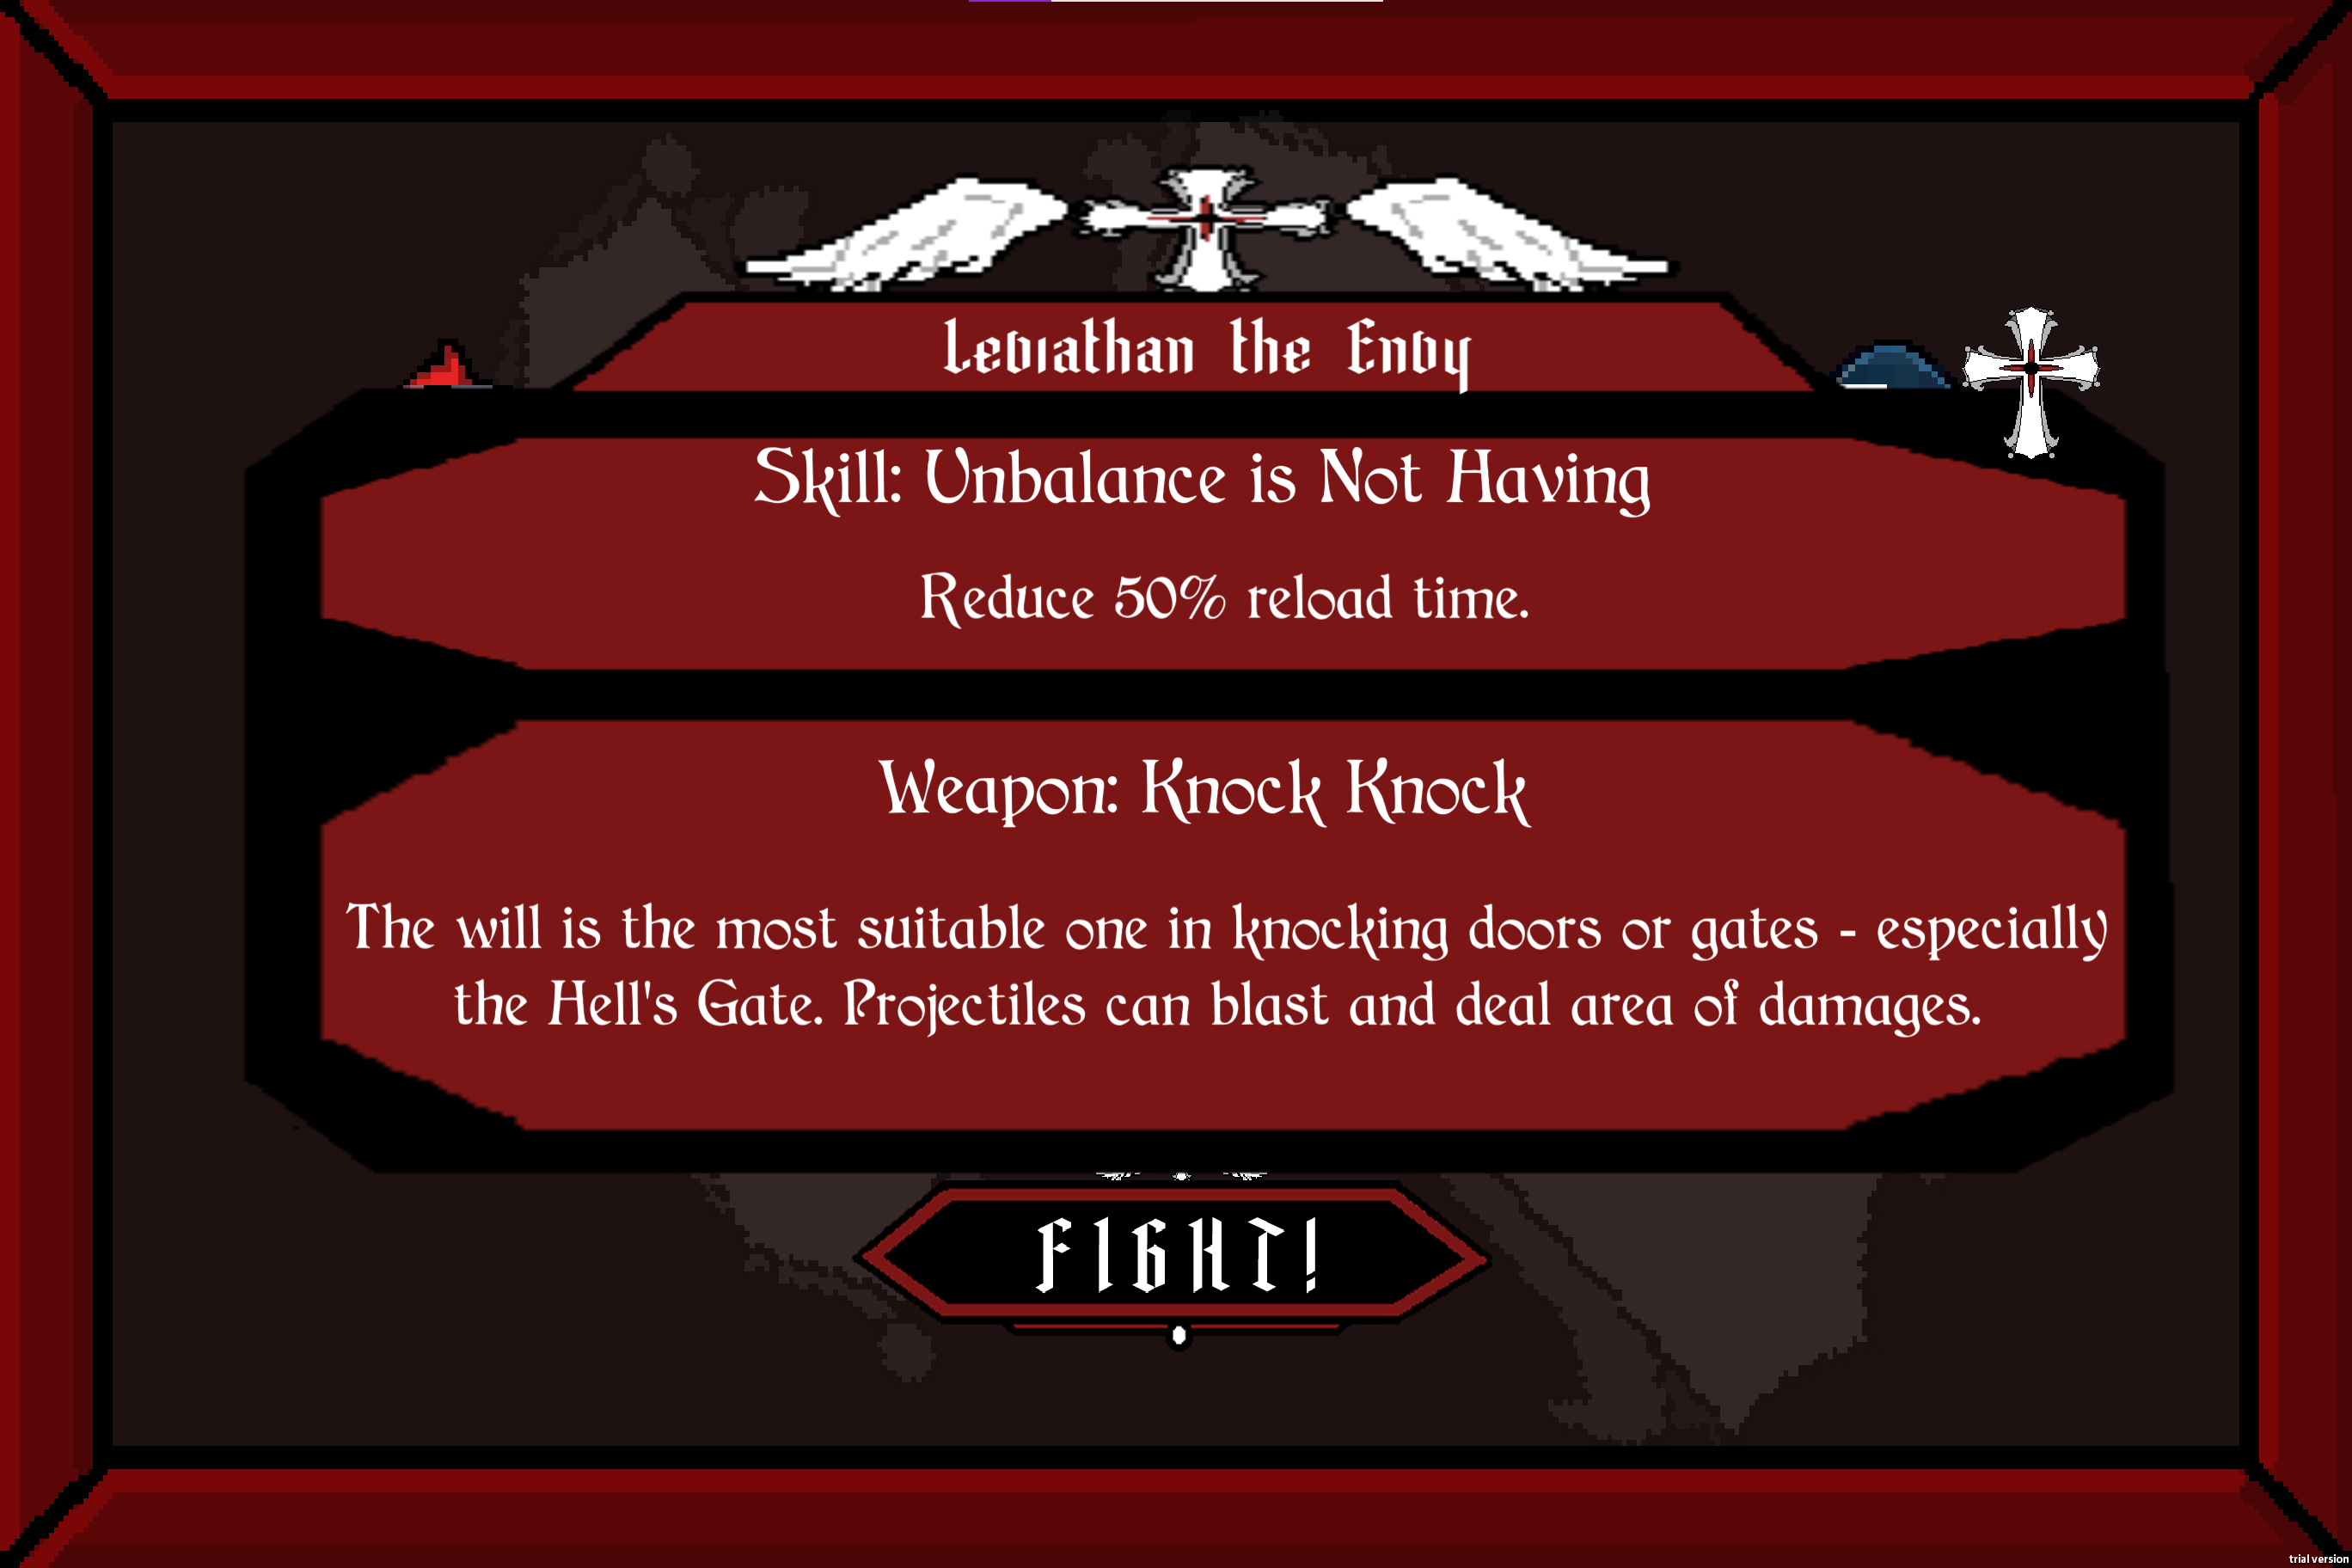 Leviathan the Envy
Skill: Unbalance is Not Having
Reduce 50% reload time.
Weapon: Knock Knock
The will is the most suitable one in knocking doors or gates - especially
the Hell's Gate. Projectiles can blast and deal area of damages.
FIGHT!
trial version